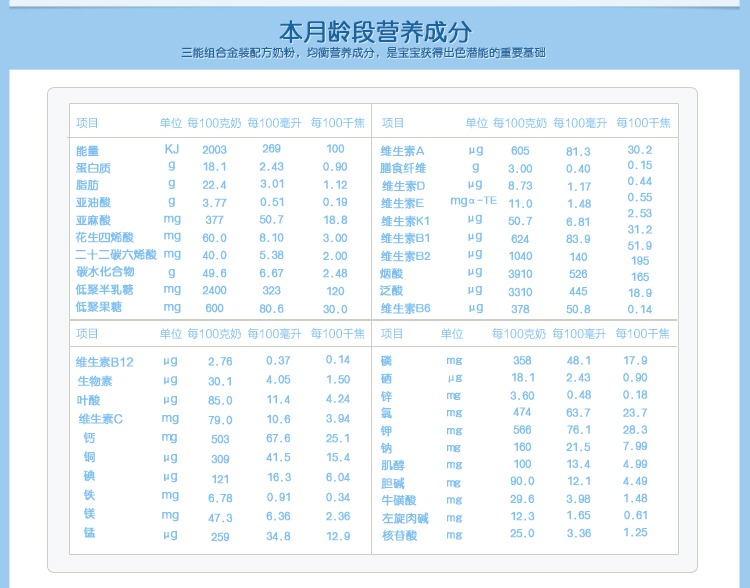 本月龄段营养成分
三能组合金装配方奶粉，均衡营养成分，是宝宝获得出色潜能的重要基础
项目 单位 每100克奶 每100毫升 每100千焦
能量 KJ 2003 269 100
蛋白质 g 18.1 2.43 0.90
脂肪 g 22.4 3.01 1.12
亚油酸 g 3.77 0.51 0.19
亚麻酸 mg 377 50.7 18.8
花生四烯酸 mg 60.0 8.10 3.00
二十二碳六烯酸 mg 40.0 5.38 2.00
碳水化合物 g 49.6 6.67 2.48
低聚半乳糖 mg 2400 323 120
低聚果糖 mg 600 80.6 30.0
项目 单位 每100克奶 每100毫升 每100千焦
维生素A μg 605 81.3 30.2
膳食纤维 g 3.00 0.40 0.15
维生素D μg 8.73 1.17 0.44
维生素E mgα-TE 11.0 1.48 0.55
维生素K1 μg 50.7 6.81 2.53
维生素B1 μg 624 83.9 31.2
维生素B2 μg 1040 140 51.9
烟酸 μg 3910 526 195
泛酸 μg 3310 445 165
维生素B6 μg 378 50.8 18.9
0.14
项目 单位 每100克奶 每100毫升 每100千焦
维生素B12 μg 2.76 0.37 0.14
生物素 μg 30.1 4.05 1.50
叶酸 μg 85.0 11.4 4.24
维生素C mg 79.0 10.6 3.94
钙 mg 503 67.6 25.1
铜 μg 309 41.5 15.4
碘 μg 121 16.3 6.04
铁 mg 6.78 0.91 0.34
镁 mg 47.3 6.36 2.36
锰 μg 259 34.8 12.9
项目 单位 每100克奶 每100毫升 每100千焦
磷 mg 358 48.1 17.9
硒 μg 18.1 2.43 0.90
锌 mg 3.60 0.48 0.18
氯 mg 474 63.7 23.7
钾 mg 566 76.1 28.3
钠 mg 160 21.5 7.99
肌醇 mg 100 13.4 4.99
胆碱 mg 90.0 12.1 4.49
牛磺酸 mg 29.6 3.98 1.48
左旋肉碱 mg 12.3 1.65 0.61
核苷酸 mg 25.0 3.36 1.25